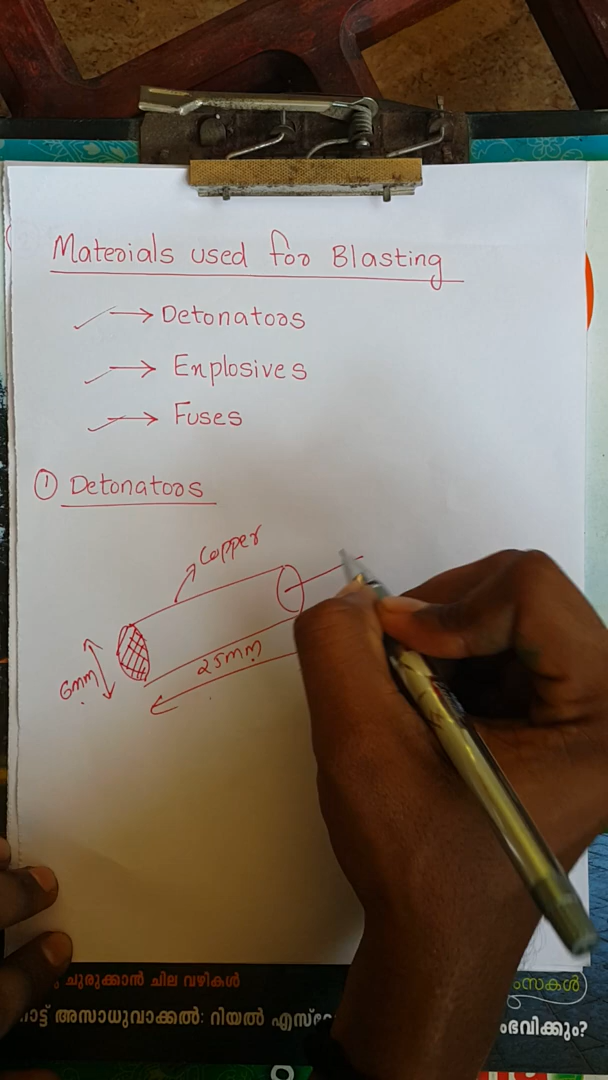 Materials used for Blasting
→ Detonators
→ Explosives
→ Fuses
① Detonators
Copper
6mm
25mm
ചുരുക്കാൻ ചില വഴികൾ
അസാധുവാക്കൽ: റിയൽ